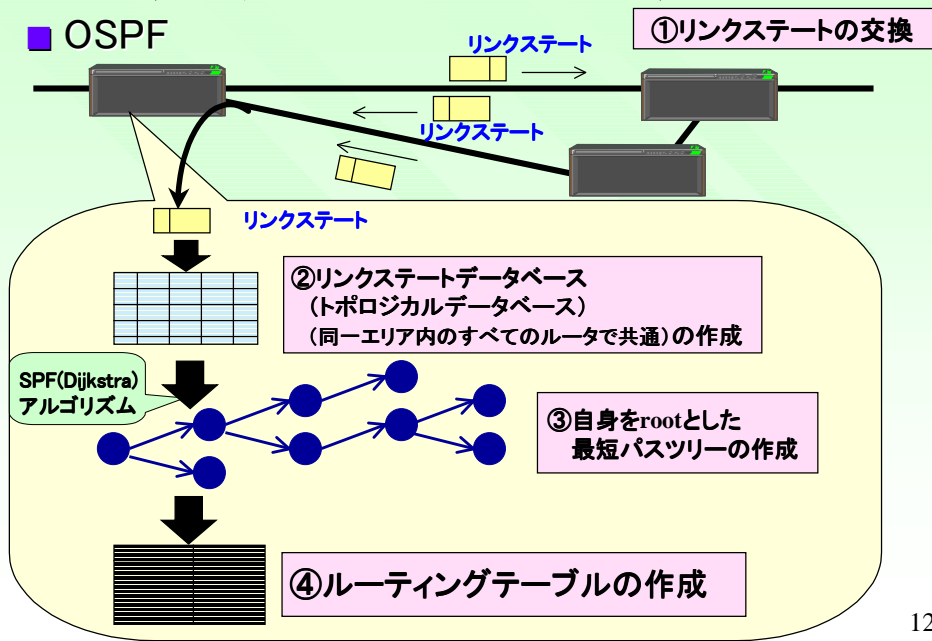 OSPF
①リンクステートの交換
リンクステート
リンクステート
リンクステート
②リンクステートデータベース
(トポロジカルデータベース)
(同一エリア内のすべてのルータで共通)の作成
SPF(Dijkstra)
アルゴリズム
③自身をrootとした
最短パスツリーの作成
④ルーティングテーブルの作成
12